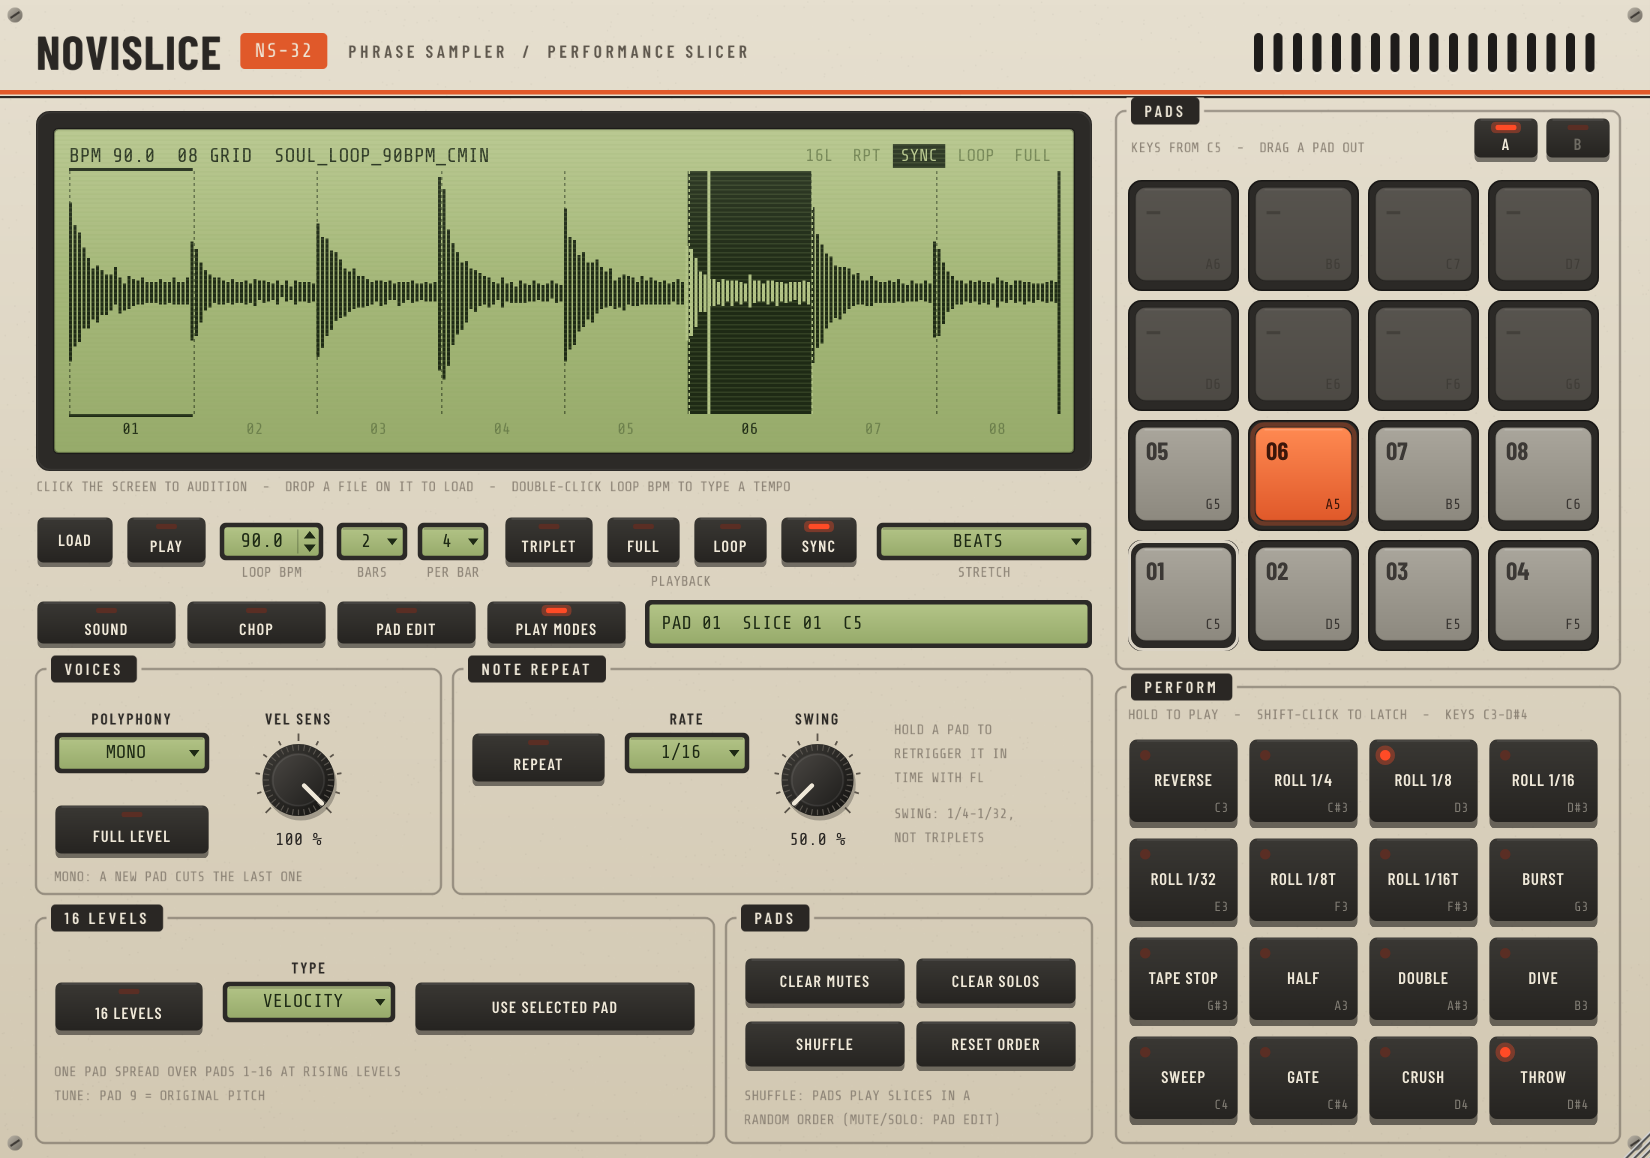 NOVISLICE NS-32 PHRASE SAMPLER / PERFORMANCE SLICER
BPM 90.0 08 GRID SOUL_LOOP_90BPM_CMIN 16L RPT SYNC LOOP FULL
01 02 03 04 05 06 07 08
CLICK THE SCREEN TO AUDITION - DROP A FILE ON IT TO LOAD - DOUBLE-CLICK LOOP BPM TO TYPE A TEMPO
LOAD PLAY 90.0 2 4 TRIPLET FULL LOOP SYNC BEATS
LOOP BPM BARS PER BAR PLAYBACK STRETCH
SOUND CHOP PAD EDIT PLAY MODES PAD 01 SLICE 01 C5
VOICES
POLYPHONY VEL SENS
MONO
FULL LEVEL 100 %
MONO: A NEW PAD CUTS THE LAST ONE
NOTE REPEAT
RATE SWING
REPEAT 1/16
50.0 %
HOLD A PAD TO
RETRIGGER IT IN
TIME WITH FL
SWING: 1/4-1/32,
NOT TRIPLETS
16 LEVELS
TYPE
16 LEVELS VELOCITY USE SELECTED PAD
ONE PAD SPREAD OVER PADS 1-16 AT RISING LEVELS
TUNE: PAD 9 = ORIGINAL PITCH
PADS
CLEAR MUTES CLEAR SOLOS
SHUFFLE RESET ORDER
SHUFFLE: PADS PLAY SLICES IN A
RANDOM ORDER (MUTE/SOLO: PAD EDIT)
PADS
KEYS FROM C5 - DRAG A PAD OUT A B
A6 B6 C7 D7
D6 E6 F6 G6
05 06 07 08
G5 A5 B5 C6
01 02 03 04
C5 D5 E5 F5
PERFORM
HOLD TO PLAY - SHIFT-CLICK TO LATCH - KEYS C3-D#4
REVERSE ROLL 1/4 ROLL 1/8 ROLL 1/16
C3 C#3 D3 D#3
ROLL 1/32 ROLL 1/8T ROLL 1/16T BURST
E3 F3 F#3 G3
TAPE STOP HALF DOUBLE DIVE
G#3 A3 A#3 B3
SWEEP GATE CRUSH THROW
C4 C#4 D4 D#4